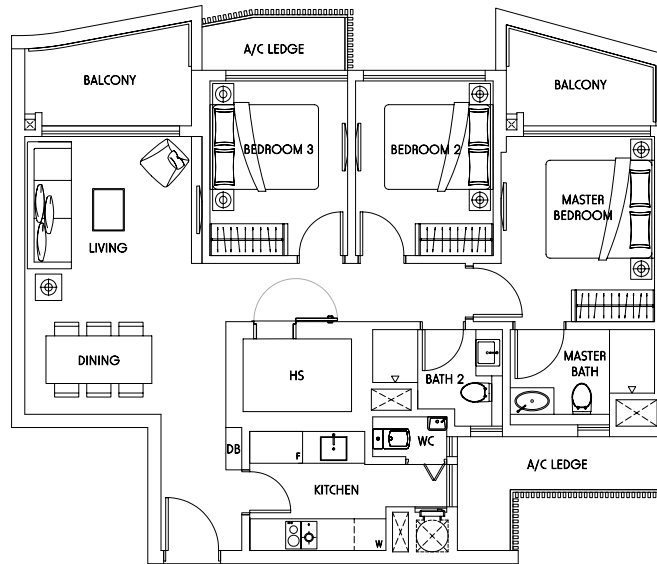 A/C LEDGE
BALCONY
BALCONY
BEDROOM 3
BEDROOM 2
MASTER
BEDROOM
LIVING
DINING
HS
BATH 2
MASTER
BATH
DB
F
WC
A/C LEDGE
KITCHEN
W